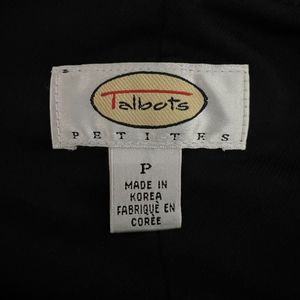 Talbots
PETITES
P
MADE IN
KOREA
FABRIQUÉ EN
CORÉE